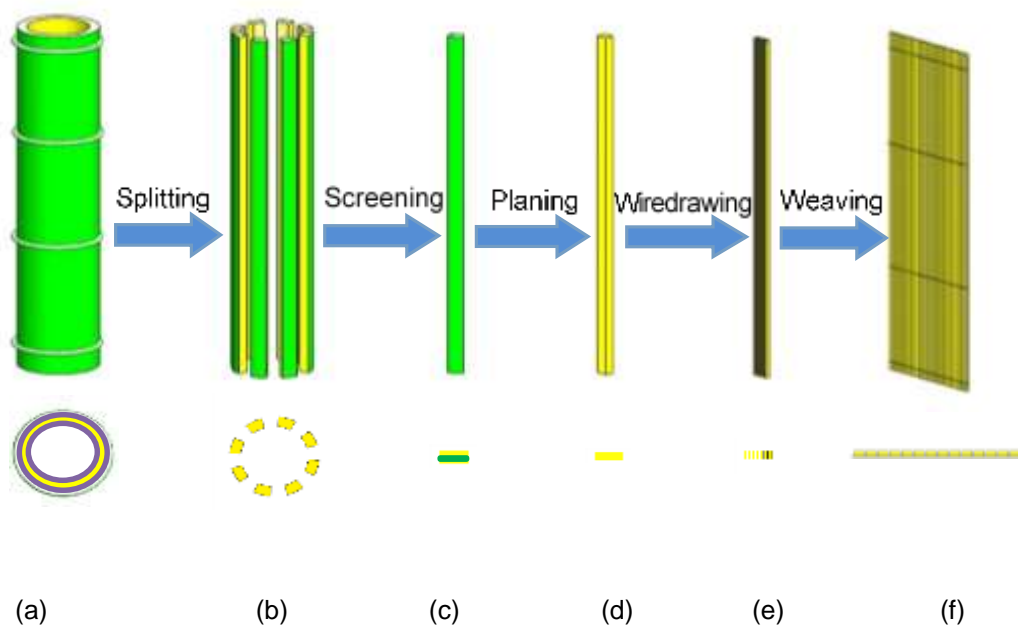 Splitting
Screening
Planing
Wiredrawing
Weaving
(a)
(b)
(c)
(d)
(e)
(f)